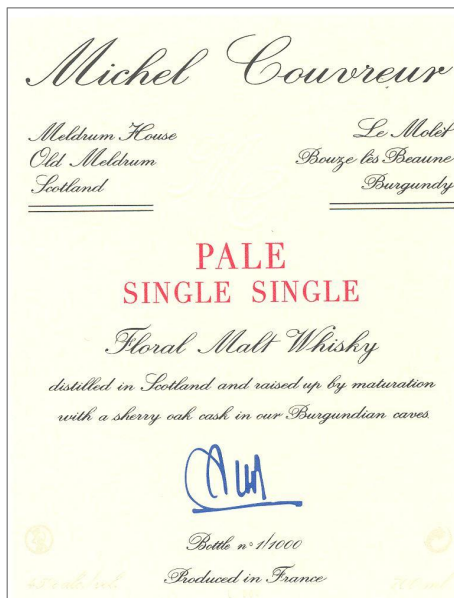 Michel Couvreur
Meldrum House
Old Meldrum
Scotland
Le Molét
Bouze lès Beaune
Burgundy
PALE
SINGLE SINGLE
Floral Malt Whisky
distilled in Scotland and raised up by maturation
with a sherry oak cask in our Burgundian caves
Bottle n° 1/1000
Produced in France